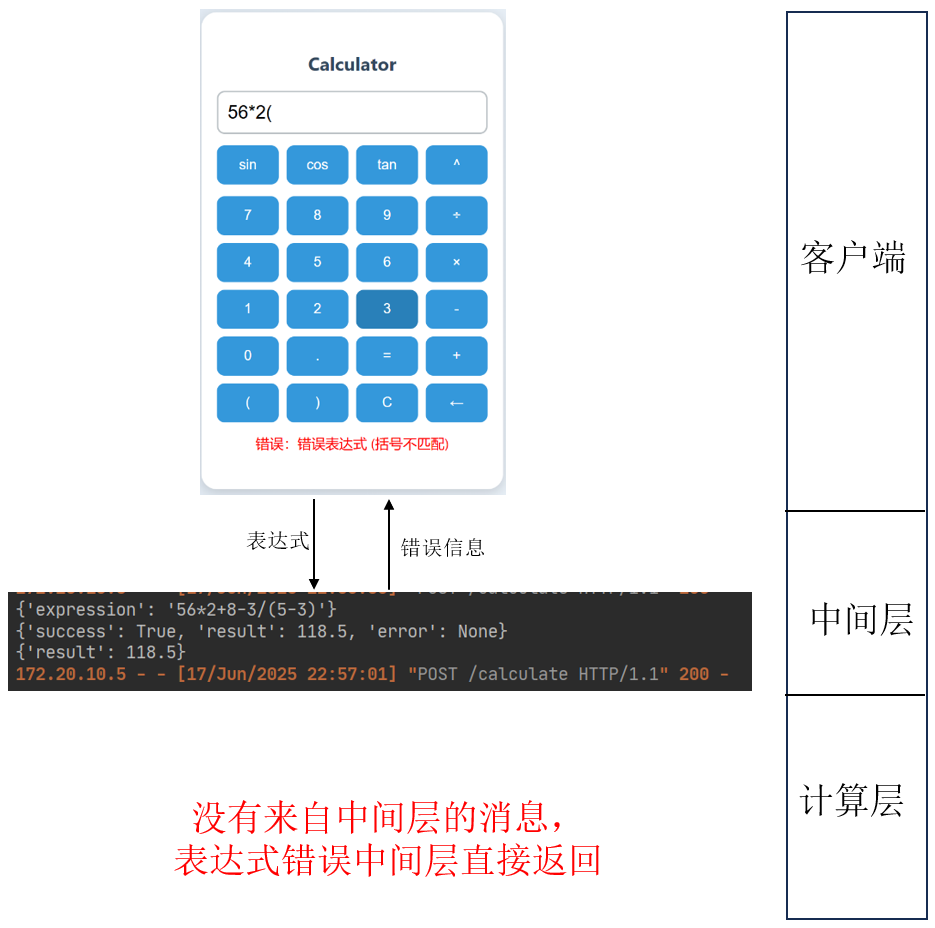 Calculator
56*2(
sin cos tan ^
7 8 9 ÷
4 5 6 ×
1 2 3 -
0 . = +
( ) C ←
错误：错误表达式 (括号不匹配)
客户端
表达式
错误信息
{'expression': '56*2+8-3/(5-3)'}
{'success': True, 'result': 118.5, 'error': None}
{'result': 118.5}
172.20.10.5 - - [17/Jun/2025 22:57:01] "POST /calculate HTTP/1.1" 200 -
中间层
计算层
没有来自中间层的消息，
表达式错误中间层直接返回